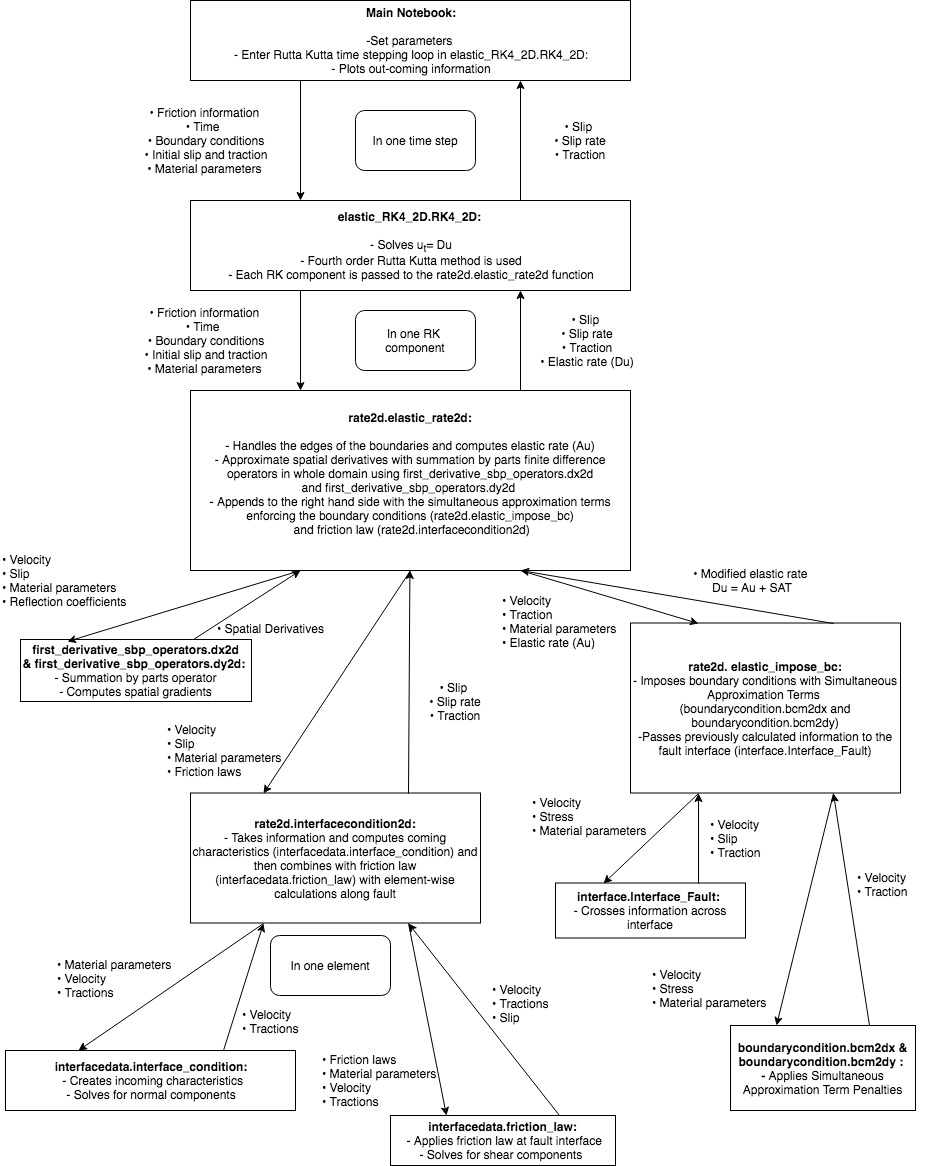 Main Notebook:
-Set parameters
- Enter Rutta Kutta time stepping loop in elastic_RK4_2D.RK4_2D:
- Plots out-coming information
• Friction information
• Time
• Boundary conditions
• Initial slip and traction
• Material parameters
In one time step
• Slip
• Slip rate
• Traction
elastic_RK4_2D.RK4_2D:
- Solves ut= Du
- Fourth order Rutta Kutta method is used
- Each RK component is passed to the rate2d.elastic_rate2d function
• Friction information
• Time
• Boundary conditions
• Initial slip and traction
• Material parameters
In one RK
component
• Slip
• Slip rate
• Traction
• Elastic rate (Du)
rate2d.elastic_rate2d:
- Handles the edges of the boundaries and computes elastic rate (Au)
- Approximate spatial derivatives with summation by parts finite difference
operators in whole domain using first_derivative_sbp_operators.dx2d
and first_derivative_sbp_operators.dy2d
- Appends to the right hand side with the simultaneous approximation terms
enforcing the boundary conditions (rate2d.elastic_impose_bc)
and friction law (rate2d.interfacecondition2d)
• Velocity
• Slip
• Material parameters
• Reflection coefficients
• Spatial Derivatives
first_derivative_sbp_operators.dx2d
& first_derivative_sbp_operators.dy2d:
- Summation by parts operator
- Computes spatial gradients
• Velocity
• Slip
• Material parameters
• Friction laws
• Slip
• Slip rate
• Traction
• Velocity
• Traction
• Material parameters
• Elastic rate (Au)
• Modified elastic rate
Du = Au + SAT
rate2d. elastic_impose_bc:
- Imposes boundary conditions with Simultaneous
Approximation Terms
(boundarycondition.bcm2dx and
boundarycondition.bcm2dy)
-Passes previously calculated information to the
fault interface (interface.Interface_Fault)
rate2d.interfacecondition2d:
- Takes information and computes coming
characteristics (interfacedata.interface_condition) and
then combines with friction law
(interfacedata.friction_law) with element-wise
calculations along fault
• Velocity
• Stress
• Material parameters
• Velocity
• Slip
• Traction
interface.Interface_Fault:
- Crosses information across
interface
• Velocity
• Traction
• Velocity
• Stress
• Material parameters
boundarycondition.bcm2dx &
boundarycondition.bcm2dy :
- Applies Simultaneous
Approximation Term Penalties
• Material parameters
• Velocity
• Tractions
• Velocity
• Tractions
In one element
interfacedata.interface_condition:
- Creates incoming characteristics
- Solves for normal components
• Friction laws
• Material parameters
• Velocity
• Tractions
• Velocity
• Tractions
• Slip
interfacedata.friction_law:
- Applies friction law at fault interface
- Solves for shear components